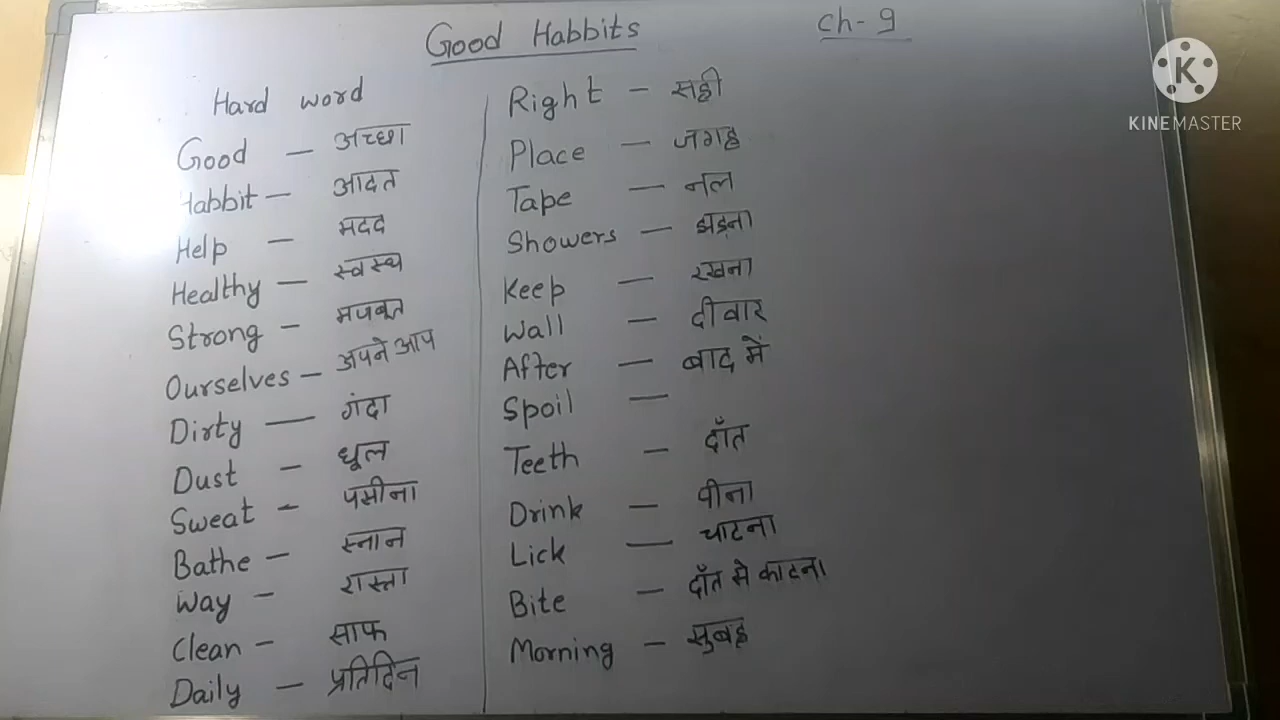 Good Habbits
Ch-9
Hard word
Good — अच्छा
Habbit — आदत
Help — मदद
Healthy — स्वस्थ
Strong — मजबूत
Ourselves — अपने आप
Dirty — गंदा
Dust — धूल
Sweat — पसीना
Bathe — स्नान
Way — रास्ता
Clean — साफ
Daily — प्रतिदिन
Right — सही
Place — जगह
Tape — नल
Showers — झड़ना
Keep — रखना
Wall — दीवार
After — बाद में
Spoil —
Teeth — दाँत
Drink — पीना
Lick — चाटना
Bite — दाँत से काटना
Morning — सुबह
K
KINEMASTER